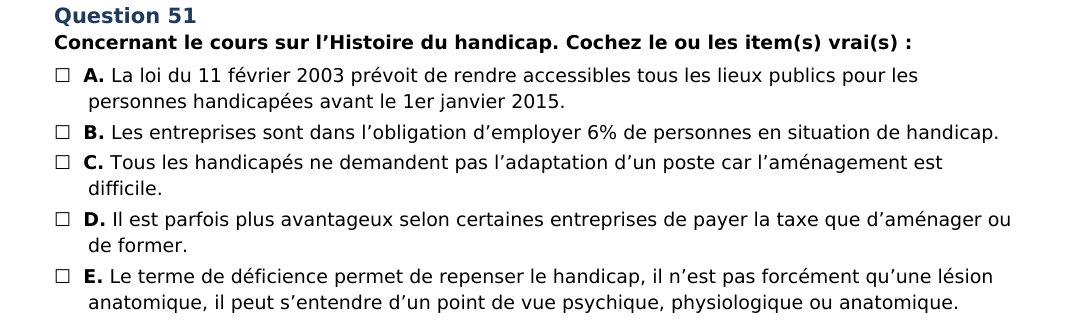 Question 51
Concernant le cours sur l’Histoire du handicap. Cochez le ou les item(s) vrai(s) :
☐ A. La loi du 11 février 2003 prévoit de rendre accessibles tous les lieux publics pour les
personnes handicapées avant le 1er janvier 2015.
☐ B. Les entreprises sont dans l’obligation d’employer 6% de personnes en situation de handicap.
☐ C. Tous les handicapés ne demandent pas l’adaptation d’un poste car l’aménagement est
difficile.
☐ D. Il est parfois plus avantageux selon certaines entreprises de payer la taxe que d’aménager ou
de former.
☐ E. Le terme de déficience permet de repenser le handicap, il n’est pas forcément qu’une lésion
anatomique, il peut s’entendre d’un point de vue psychique, physiologique ou anatomique.